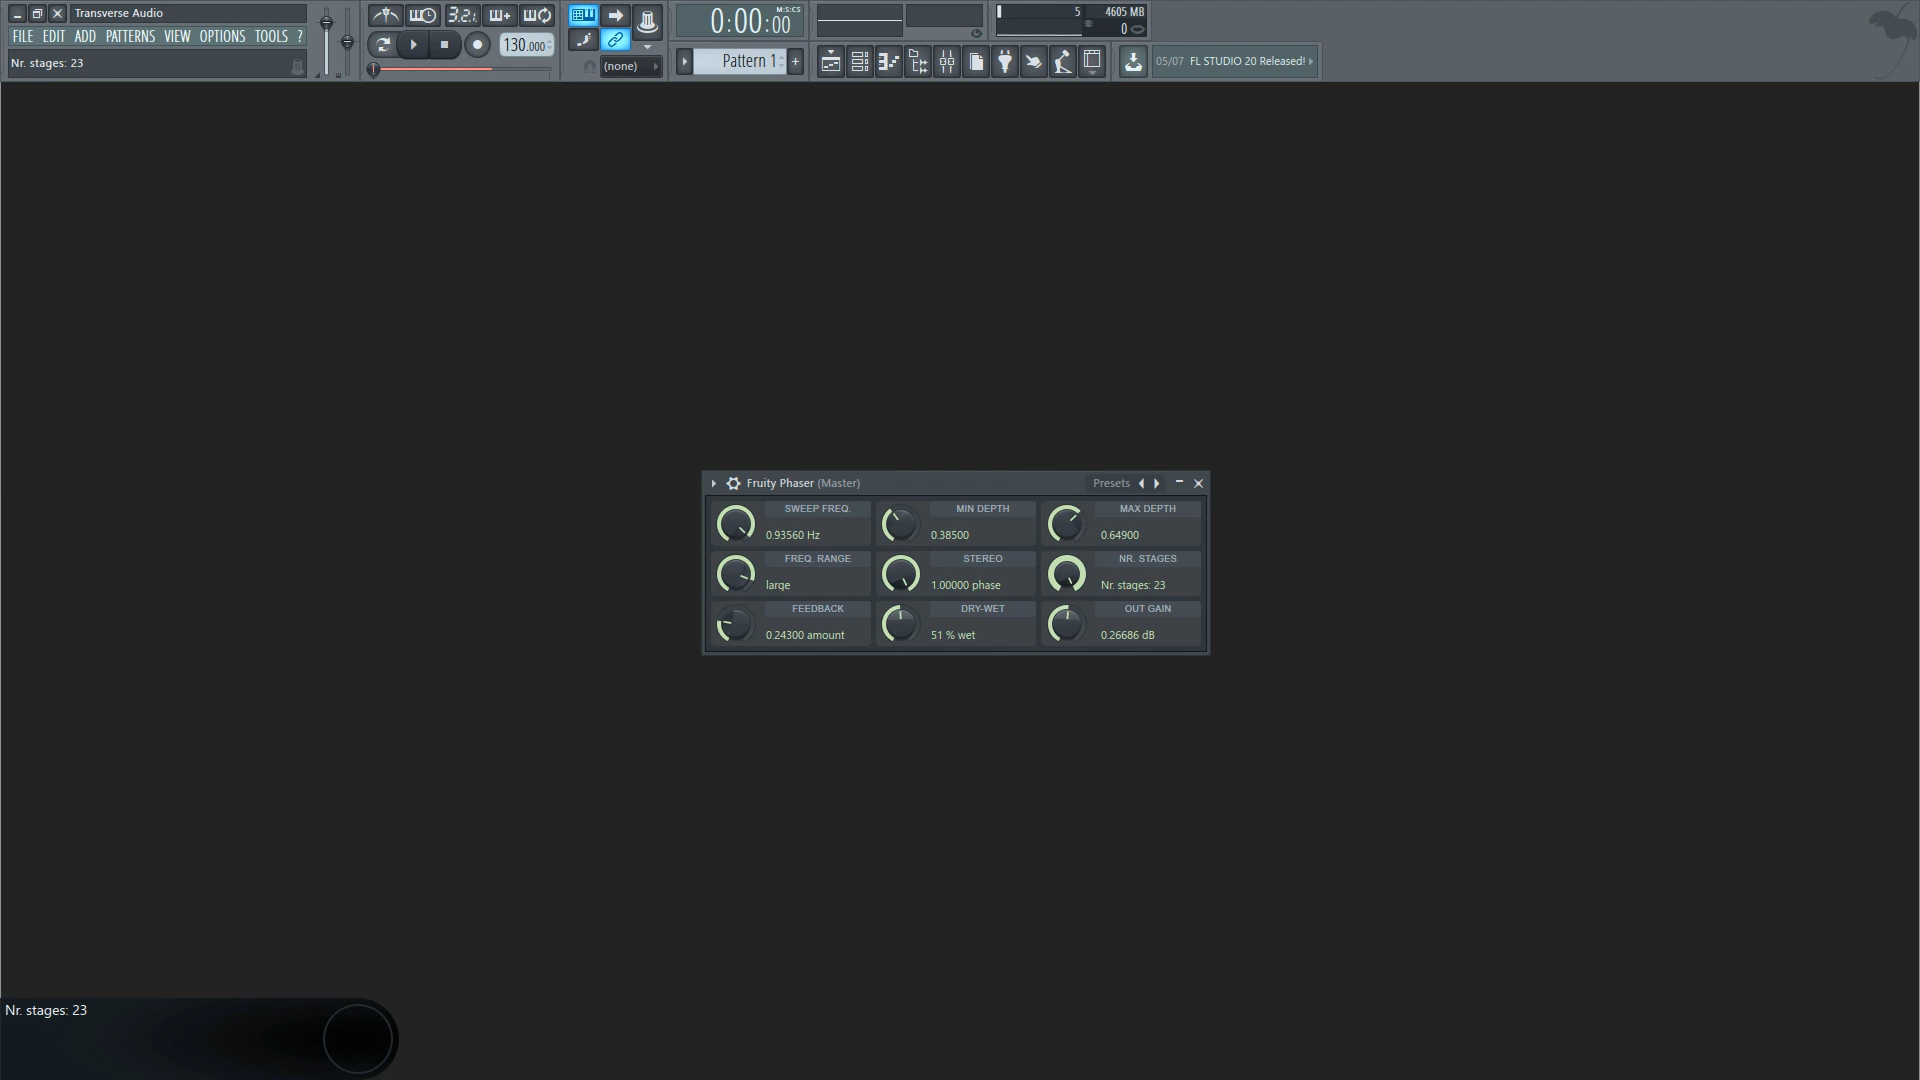 Transverse Audio
FILE EDIT ADD PATTERNS VIEW OPTIONS TOOLS ?
Nr. stages: 23
3.2.1.
130.000
(none)
0:00:00
M:S:CS
Pattern 1
5
4605 MB
0
05/07 FL STUDIO 20 Released!
Fruity Phaser (Master)
Presets
SWEEP FREQ.
0.93560 Hz
MIN DEPTH
0.38500
MAX DEPTH
0.64900
FREQ. RANGE
large
STEREO
1.00000 phase
NR. STAGES
Nr. stages: 23
FEEDBACK
0.24300 amount
DRY-WET
51 % wet
OUT GAIN
0.26686 dB
Nr. stages: 23